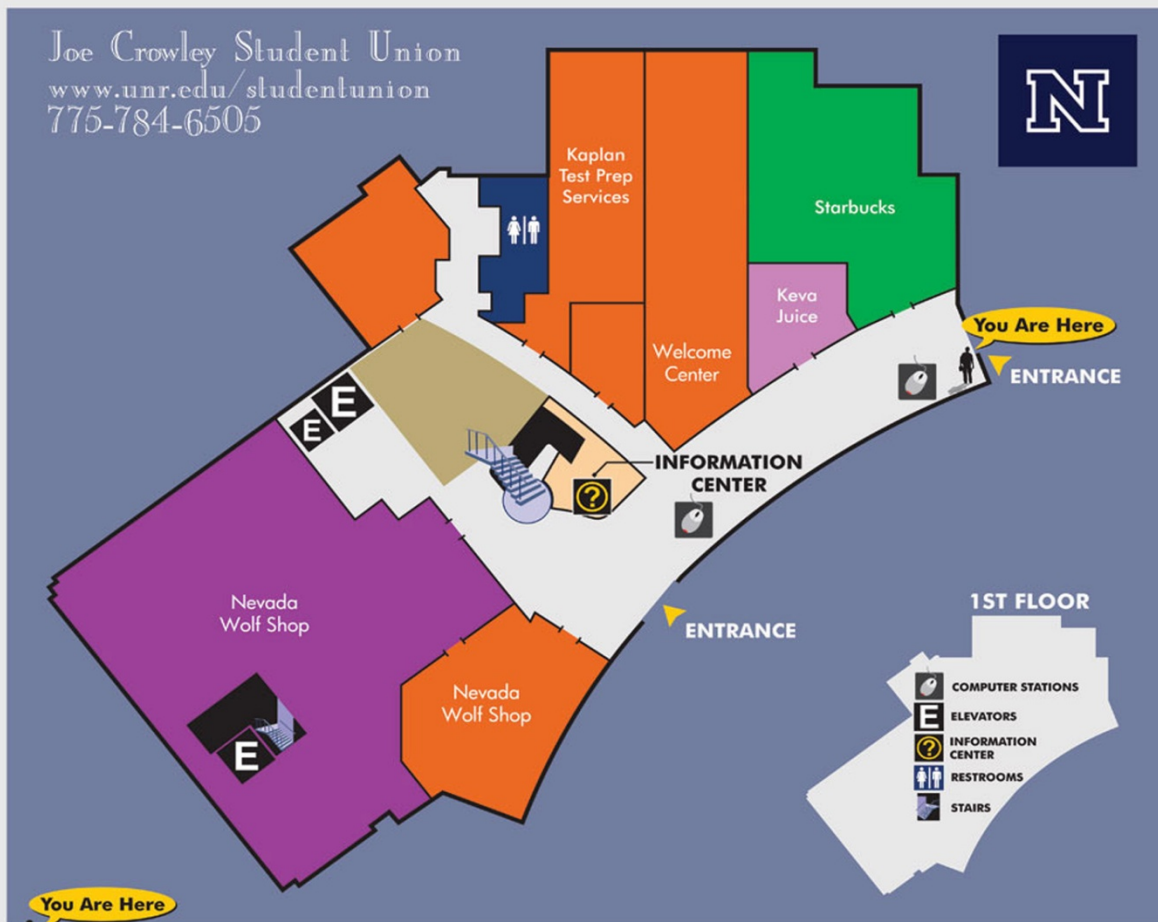 Joe Crowley Student Union
www.unr.edu/studentunion
775-784-6505
N
Kaplan
Test Prep
Services
Starbucks
Keva
Juice
You Are Here
ENTRANCE
Welcome
Center
E
E
INFORMATION
CENTER
?
ENTRANCE
Nevada
Wolf Shop
Nevada
Wolf Shop
E
1ST FLOOR
COMPUTER STATIONS
E ELEVATORS
? INFORMATION
CENTER
RESTROOMS
STAIRS
You Are Here